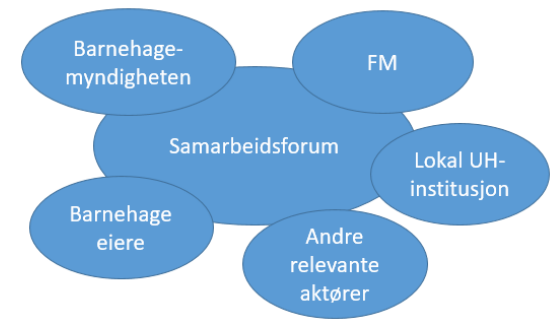 Barnehage-
myndigheten
FM
Samarbeidsforum
Lokal UH-
institusjon
Barnehage
eiere
Andre
relevante
aktører